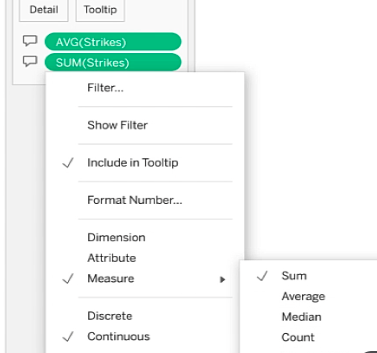 Detail Tooltip
AVG(Strikes)
SUM(Strikes)
Filter...
Show Filter
Include in Tooltip
Format Number...
Dimension
Attribute
Measure
Sum
Average
Median
Discrete
Count
Continuous